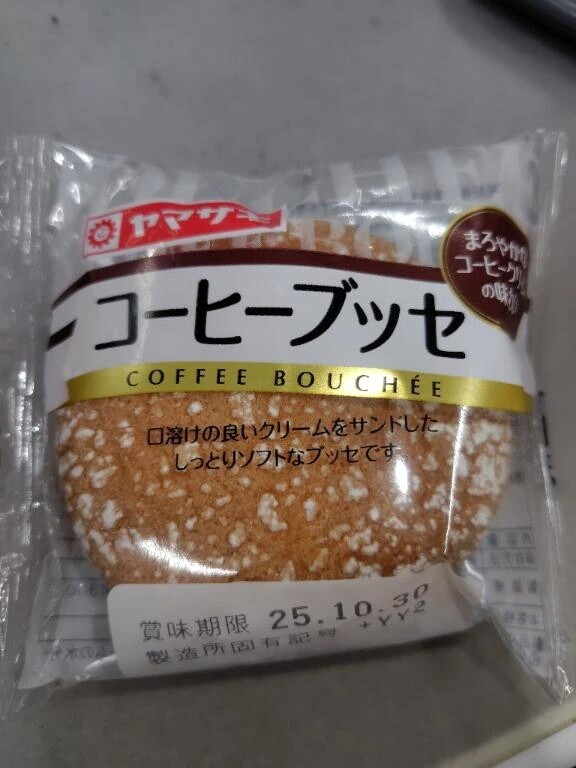 ヤマザキ
まろやかな
コーヒークリーム
の味わい
コーヒーブッセ
COFFEE BOUCHÉE
口溶けの良いクリームをサンドした
しっとりソフトなブッセです。
賞味期限 25.10.30
製造所固有記号 +YY2